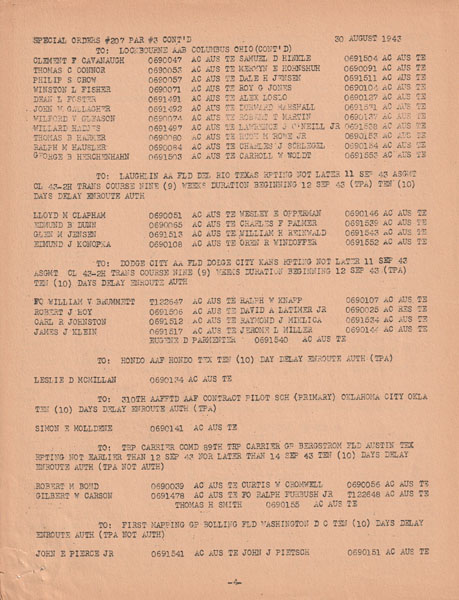 SPECIAL ORDERS #207 PAR #3 CONT'D 30 AUGUST 1943
TO: LOCKBOURNE AAB COLUMBUS OHIO(CONT'D)
CLEMENT F CAVANAUGH 0690047 AC AUS TE SAMUEL D HINKLE 0691504 AC AUS TE
THOMAS C CONNOR 0690053 AC AUS TE MERWYN E HORNSHUH 0690091 AC AUS TE
PHILIP S CROW 0690057 AC AUS TE DALE H JENSEN 0691511 AC AUS TE
WINSTON L FISHER 0690071 AC AUS TE ROY G JONES 0690104 AC AUS TE
DEAN L FOSTER 0691491 AC AUS TE ALEX LOSLO 0690127 AC AUS TE
JOHN M GALLAGHER 0691492 AC AUS TE MARSHALL AC AUS TE
WILFORD V GLEASON 0690074 AC AUS TE ROBERT T MARTIN 0690137 AC AUS TE
WILLARD 0691497 AC AUS TE LAWRENCE J O'NEILL JR AC AUS TE
THOMAS D 0690080 AC AUS TE M ROWE JR 0690153 AC AUS TE
RALPH M HAUSLER 0690084 AC AUS TE CHARLES J SCHLEGEL 0690154 AC AUS TE
GEORGE B HERCHENHAHN 0691503 AC AUS TE CARROLL W WOLDT 0691553 AC AUS TE
TO: LAUGHLIN AA FLD DEL RIO TEXAS RPTING NOT LATER 11 SEP 43 ASGMT
CL 43-2H TRANS COURSE NINE (9) WEEKS DURATION BEGINNING 12 SEP 43 (TPA) TEN (10)
DAYS DELAY ENROUTE AUTH
LLOYD M CLAPHAM 0690051 AC AUS TE WESLEY E OPPERMAN 0690146 AC AUS TE
EDMUND B DUNN 0690065 AC AUS TE CHARLES F PALMER 0691539 AC AUS TE
GLEN M JENSEN 0691513 AC AUS TE WILLIAM H REINWALD 0691543 AC AUS TE
EDMUND J KONOPKA 0690108 AC AUS TE OREN R WINDOFFER 0691552 AC AUS TE
TO: DODGE CITY AA FLD DODGE CITY KANS RPTING NOT LATER 11 SEP 43
ASGMT CL 43-2H TRANS COURSE NINE (9) WEEKS DURATION BEGINNING 12 SEP 43 (TPA)
TEN (10) DAYS DELAY ENROUTE AUTH
FO WILLIAM V BRUMMETT T122647 AC AUS TE RALPH W KNAPP 0690107 AC AUS TE
ROBERT J HOY 0691506 AC AUS TE DAVID A LATIMER JR 0690025 AC RES TE
CARL R JOHNSTON 0691512 AC AUS TE RAYMOND J MIKLICA 0691534 AC AUS TE
JAMES J KLEIN 0691517 AC AUS TE JEROME L MILLER AC AUS TE
EUGENE D PARMENTER 0691540 AC AUS TE
TO: HONDO AAF HONDO TEX TEN (10) DAY DELAY ENROUTE AUTH (TPA)
LESLIE D MCMILLAN 0690134 AC AUS TE
TO: 310TH AAFFTD AAF CONTRACT PILOT SCH (PRIMARY) OKLAHOMA CITY OKLA
TEN (10) DAYS DELAY ENROUTE AUTH (TPA)
SIMON E MOLLDENE 0690141 AC AUS TE
TO: TRP CARRIER COMD 89TH TRP CARRIER GP BERGSTROM FLD AUSTIN TEX
RPTING NOT EARLIER THAN 12 SEP 43 NOR LATER THAN 14 SEP 43 TEN (10) DAYS DELAY
ENROUTE AUTH (TPA NOT AUTH)
ROBERT M BOND 0690039 AC AUS TE CURTIS W CROMWELL 0690056 AC AUS TE
GILBERT W CARSON 0691478 AC AUS TE FO RALPH FURBUSH JR T122648 AC AUS TE
THOMAS H SMITH 0690155 AC AUS TE
TO: FIRST MAPPING GP BOLLING FLD WASHINGTON D C TEN (10) DAYS DELAY
ENROUTE AUTH (TPA NOT AUTH)
JOHN E PIERCE JR 0691541 AC AUS TE JOHN J PIETSCH 0690151 AC AUS TE
-4-